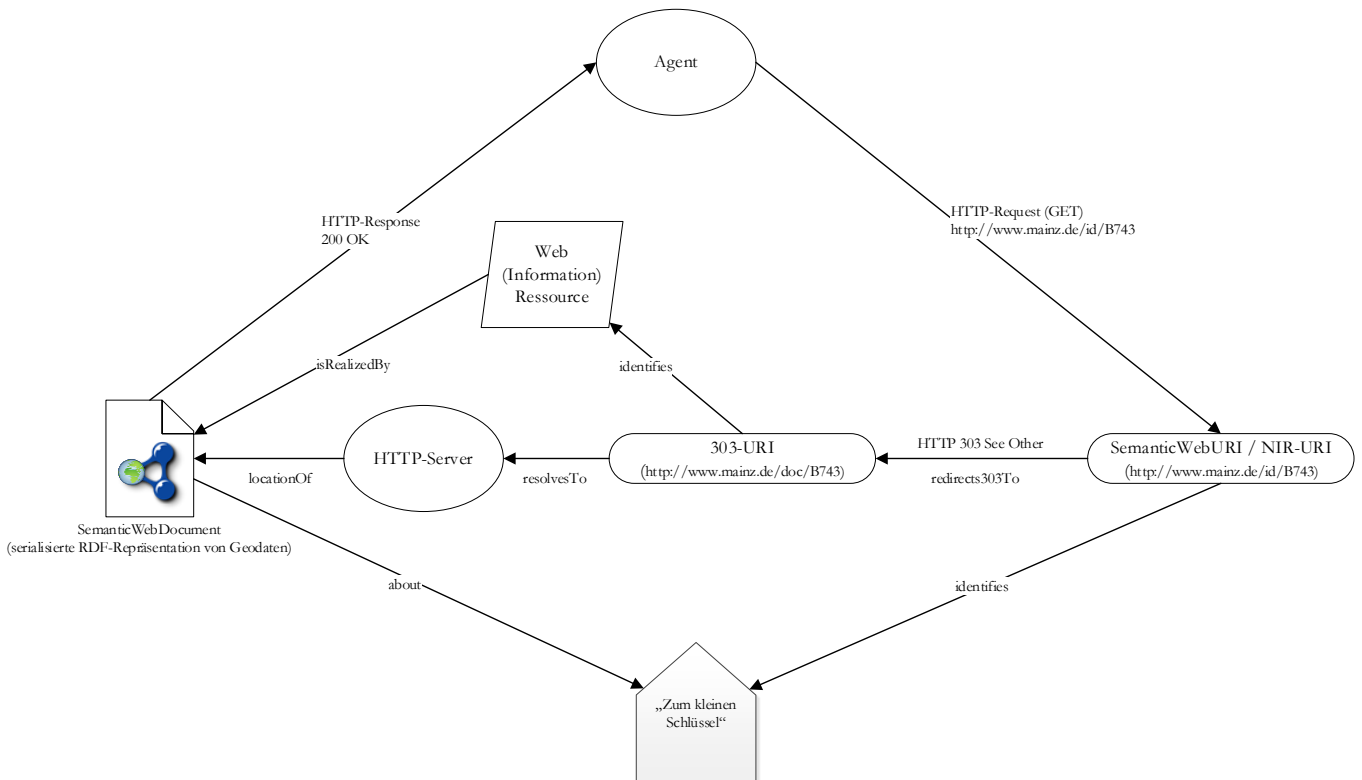 Agent
HTTP-Response
200 OK
HTTP-Request (GET)
http://www.mainz.de/id/B743
Web
(Information)
Ressource
isRealizedBy
identifies
HTTP-Server
303-URI
(http://www.mainz.de/doc/B743)
HTTP 303 See Other
SemanticWebURI / NIR-URI
(http://www.mainz.de/id/B743)
locationOf
resolvesTo
redirects303To
SemanticWebDocument
(serialisierte RDF-Repräsentation von Geodaten)
about
identifies
„Zum kleinen
Schlüssel“